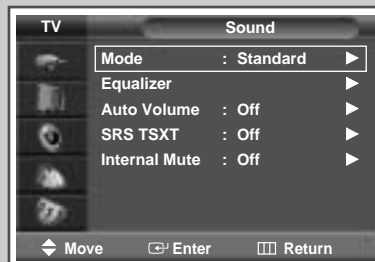 TV Sound
Mode : Standard
Equalizer
Auto Volume : Off
SRS TSXT : Off
Internal Mute : Off
Move Enter Return